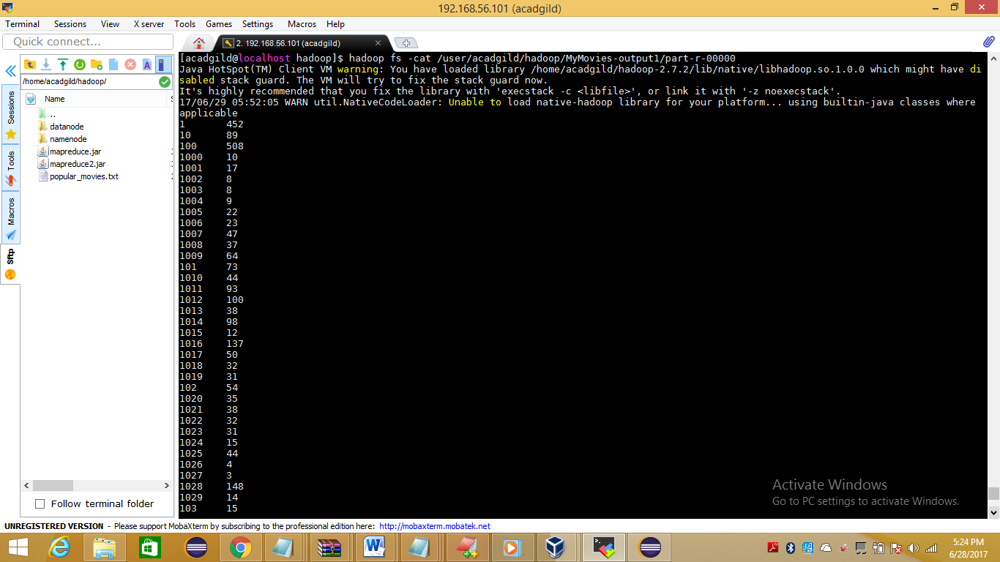 192.168.56.101 (acadgild)
Terminal Sessions View X server Tools Games Settings Macros Help
Quick connect...
2. 192.168.56.101 (acadgild)
/home/acadgild/hadoop/
Name
..
datanode
namenode
mapreduce.jar
mapreduce2.jar
popular_movies.txt
Sessions
Tools
Macros
Sftp
Follow terminal folder
[acadgild@localhost hadoop]$ hadoop fs -cat /user/acadgild/hadoop/MyMovies-output1/part-r-00000
Java HotSpot(TM) Client VM warning: You have loaded library /home/acadgild/hadoop-2.7.2/lib/native/libhadoop.so.1.0.0 which might have di
sabled stack guard. The VM will try to fix the stack guard now.
It's highly recommended that you fix the library with 'execstack -c <libfile>', or link it with '-z noexecstack'.
17/06/29 05:52:05 WARN util.NativeCodeLoader: Unable to load native-hadoop library for your platform... using builtin-java classes where
applicable
1 452
10 89
100 508
1000 10
1001 17
1002 8
1003 8
1004 9
1005 22
1006 23
1007 47
1008 37
1009 64
101 73
1010 44
1011 93
1012 100
1013 38
1014 98
1015 12
1016 137
1017 50
1018 32
1019 31
102 54
1020 35
1021 38
1022 32
1023 31
1024 15
1025 44
1026 4
1027 3
1028 148
1029 14
103 15
Activate Windows
Go to PC settings to activate Windows.
UNREGISTERED VERSION - Please support MobaXterm by subscribing to the professional edition here: http://mobaxterm.mobatek.net
5:24 PM
6/28/2017